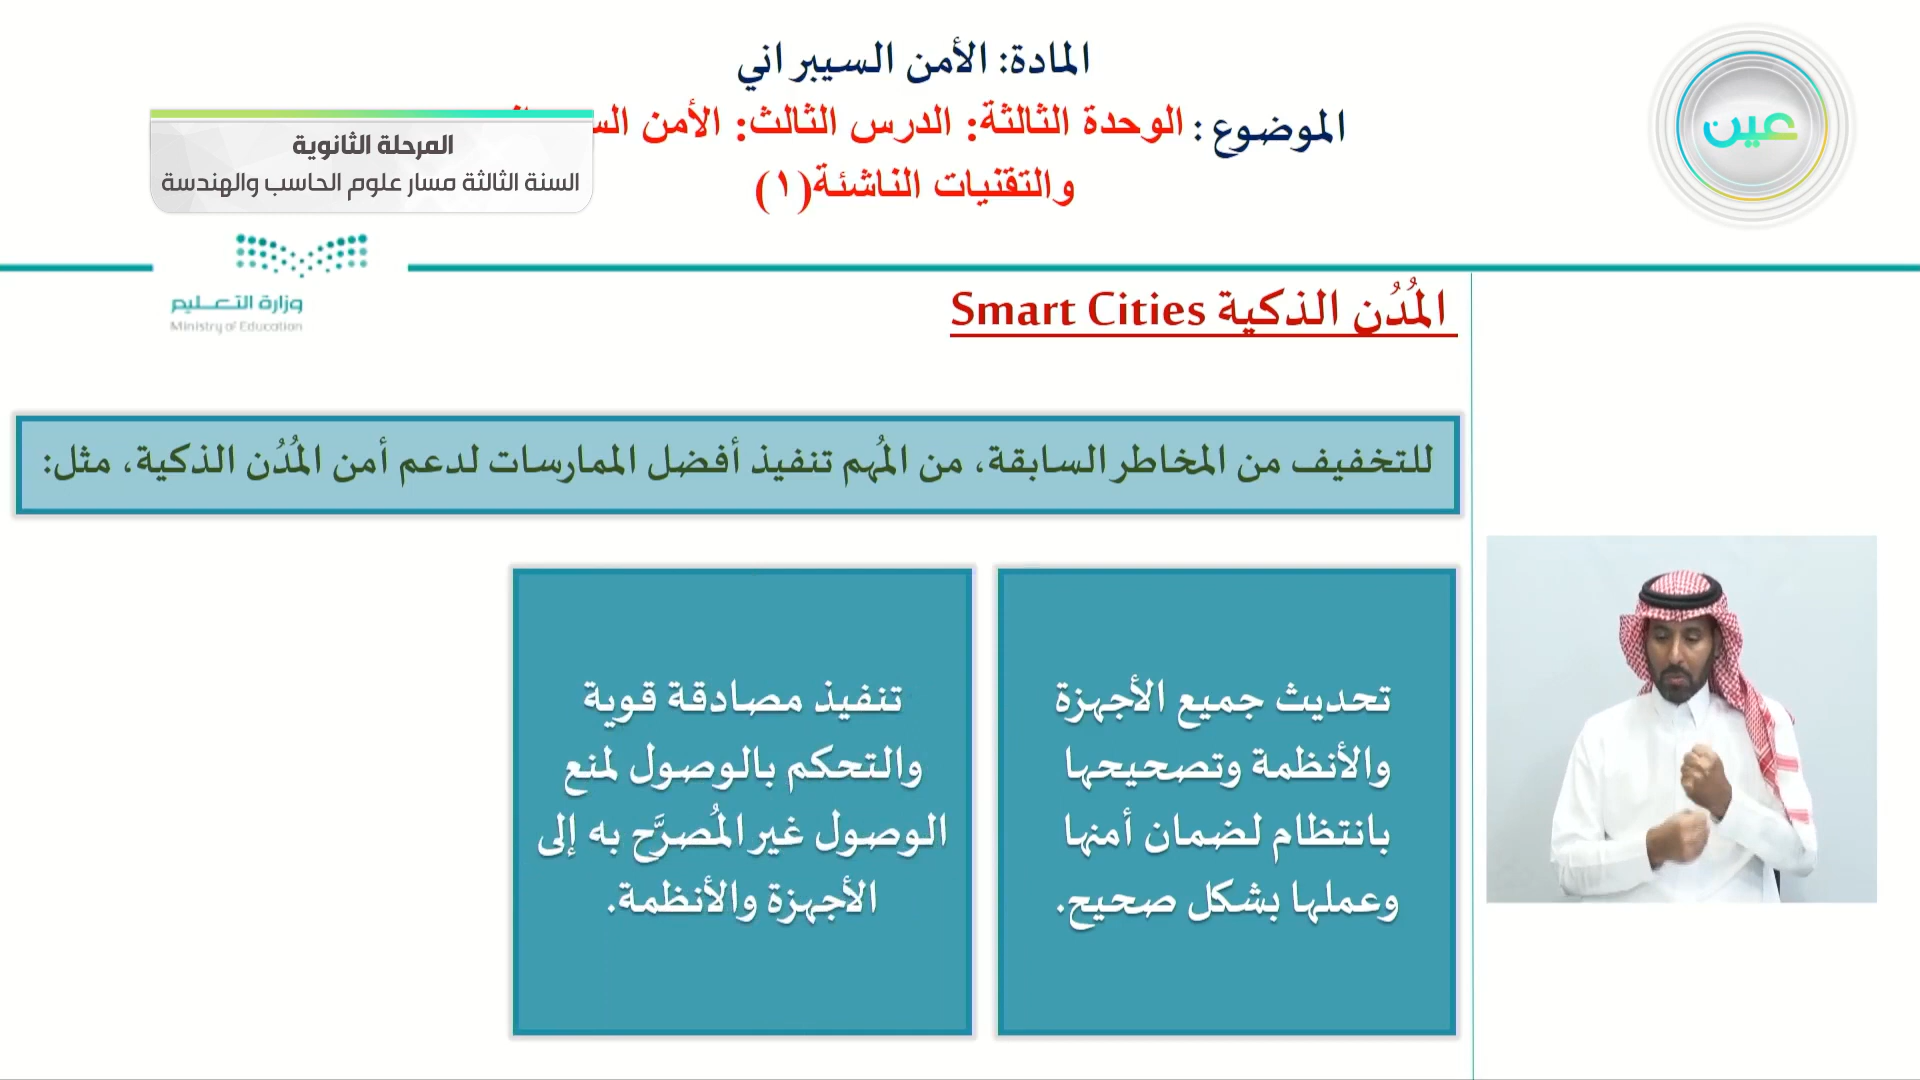 المادة: الأمن السيبراني
الموضوع : الوحدة الثالثة: الدرس الثالث: الأمن
والتقنيات الناشئة(١)
المرحلة الثانوية
السنة الثالثة مسار علوم الحاسب والهندسة
عين
وزارة التعليم
Ministry of Education
المُدُن الذكية Smart Cities
للتخفيف من المخاطر السابقة، من المُهم تنفيذ أفضل الممارسات لدعم أمن المُدُن الذكية، مثل:
تحديث جميع الأجهزة
والأنظمة وتصحيحها
بانتظام لضمان أمنها
وعملها بشكل صحيح.
تنفيذ مصادقة قوية
والتحكم بالوصول لمنع
الوصول غير المُصرَّح به إلى
الأجهزة والأنظمة.